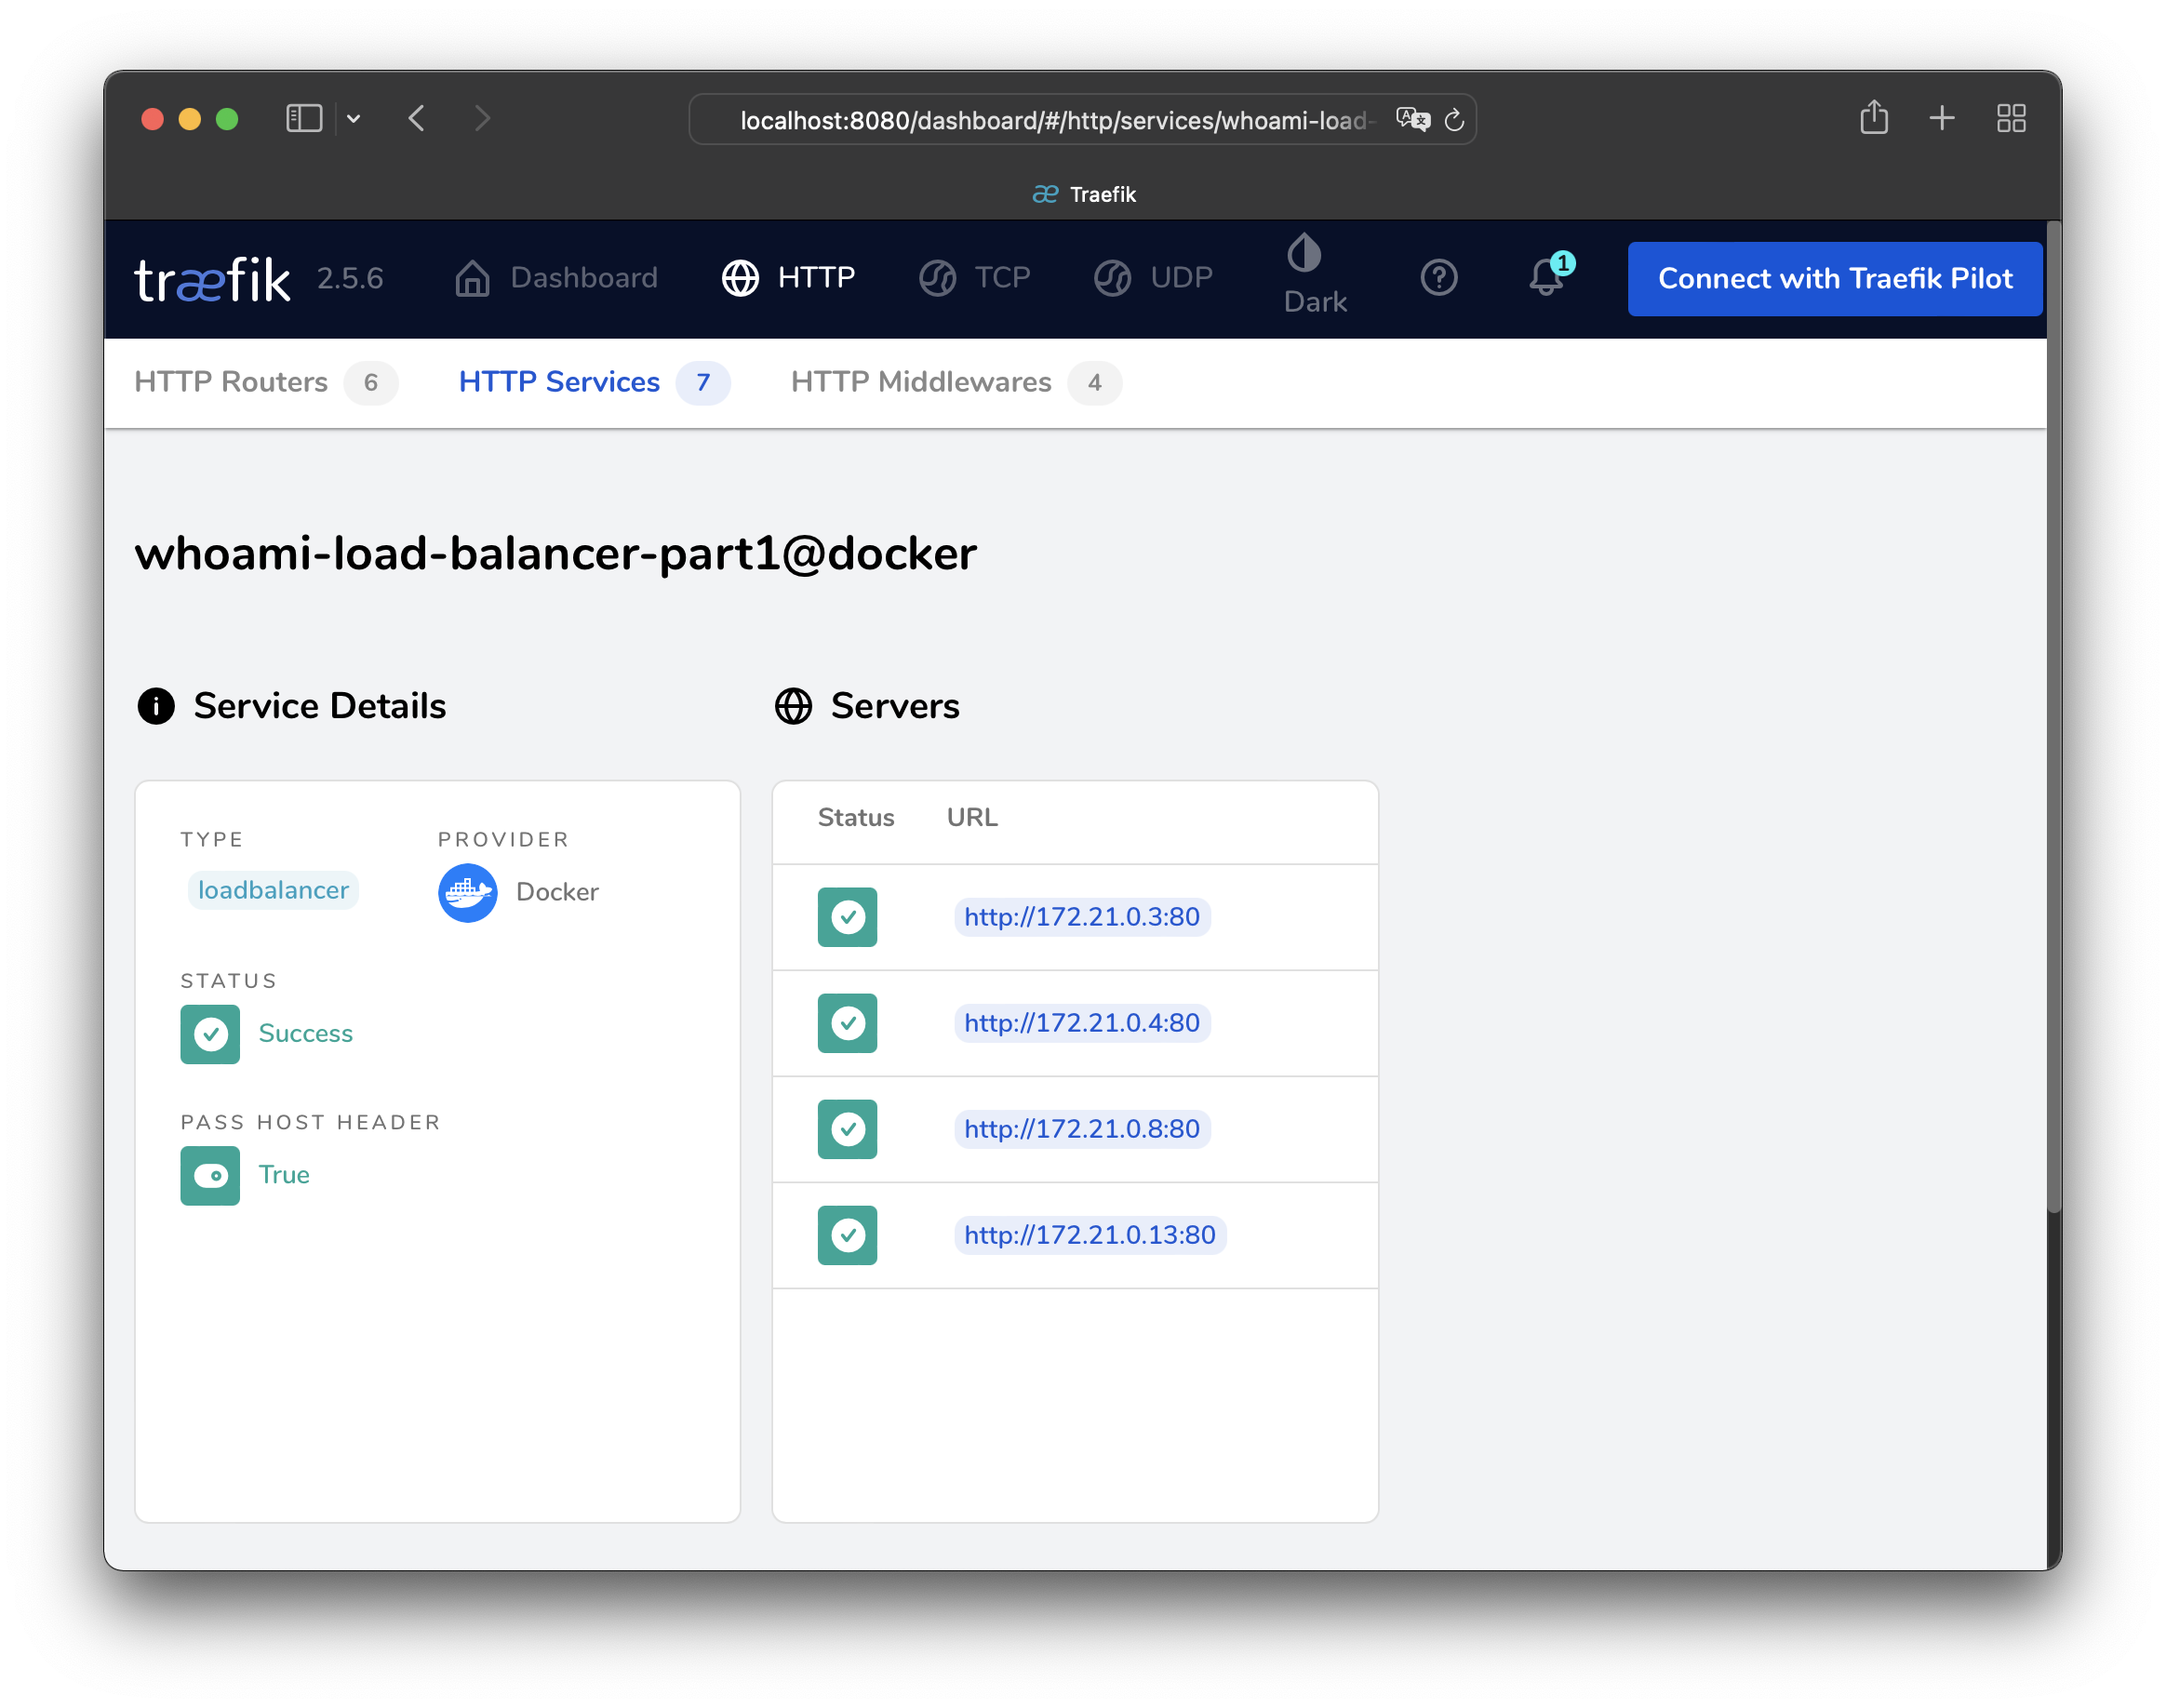 localhost:8080/dashboard/#/http/services/whoami-load-
Traefik
træfik 2.5.6 Dashboard HTTP TCP UDP Dark 1 Connect with Traefik Pilot
HTTP Routers 6 HTTP Services 7 HTTP Middlewares 4
whoami-load-balancer-part1@docker
Service Details
TYPE PROVIDER
loadbalancer Docker
STATUS
Success
PASS HOST HEADER
True
Servers
Status URL
http://172.21.0.3:80
http://172.21.0.4:80
http://172.21.0.8:80
http://172.21.0.13:80